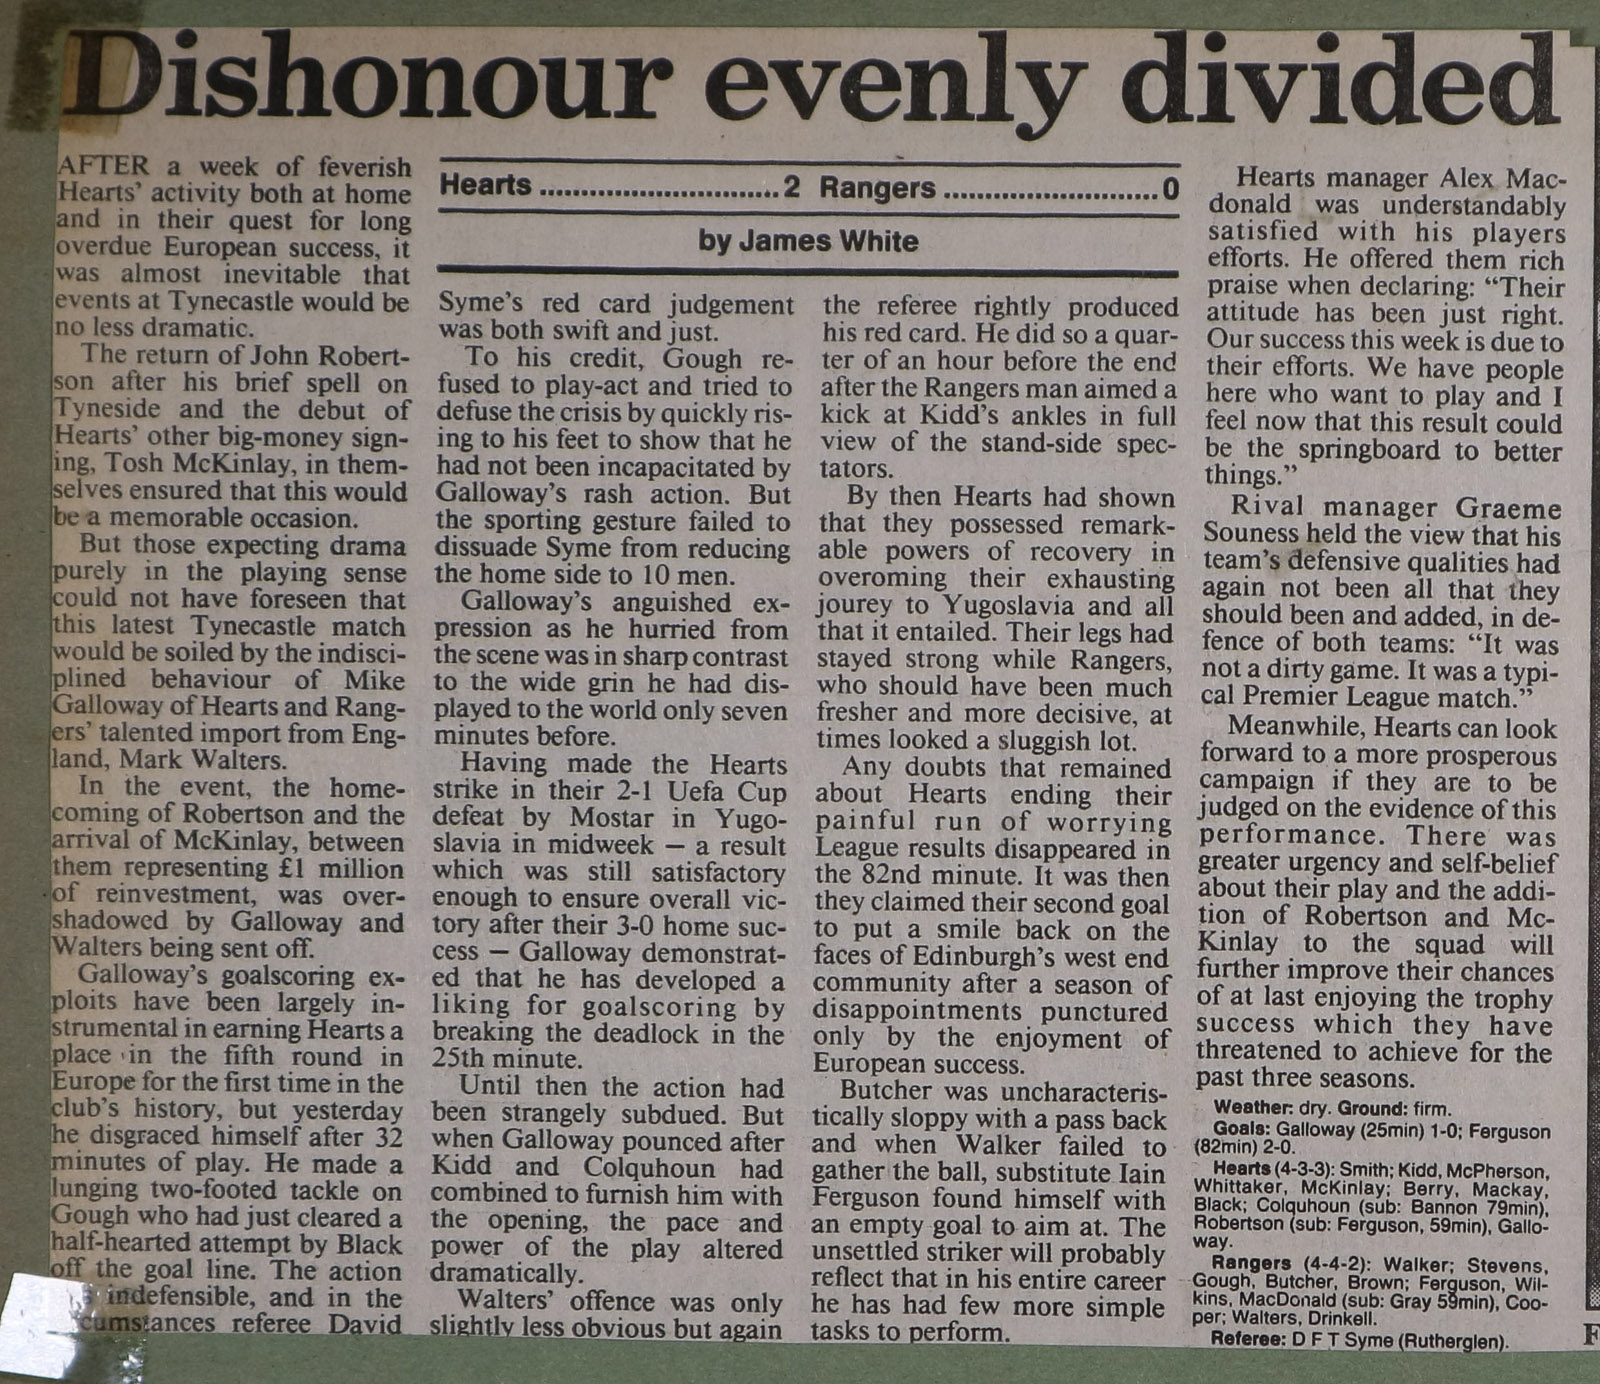 Dishonour evenly divided
AFTER a week of feverish
Hearts' activity both at home
and in their quest for long
overdue European success, it
was almost inevitable that
events at Tynecastle would be
no less dramatic.
The return of John Robert-
son after his brief spell on
Tyneside and the debut of
Hearts' other big-money sign-
ing, Tosh McKinlay, in them-
selves ensured that this would
be a memorable occasion.
But those expecting drama
purely in the playing sense
could not have foreseen that
this latest Tynecastle match
would be soiled by the indisci-
plined behaviour of Mike
Galloway of Hearts and Rang-
ers' talented import from Eng-
land, Mark Walters.
In the event, the home-
coming of Robertson and the
arrival of McKinlay, between
them representing £1 million
of reinvestment, was over-
shadowed by Galloway and
Walters being sent off.
Galloway's goalscoring ex-
ploits have been largely in-
strumental in earning Hearts a
place in the fifth round in
Europe for the first time in the
club's history, but yesterday
he disgraced himself after 32
minutes of play. He made a
lunging two-footed tackle on
Gough who had just cleared a
half-hearted attempt by Black
off the goal line. The action
indefensible, and in the
cumstances referee David
Hearts ............................. 2 Rangers .......................... 0
by James White
Syme's red card judgement
was both swift and just.
To his credit, Gough re-
fused to play-act and tried to
defuse the crisis by quickly ris-
ing to his feet to show that he
had not been incapacitated by
Galloway's rash action. But
the sporting gesture failed to
dissuade Syme from reducing
the home side to 10 men.
Galloway's anguished ex-
pression as he hurried from
the scene was in sharp contrast
to the wide grin he had dis-
played to the world only seven
minutes before.
Having made the Hearts
strike in their 2-1 Uefa Cup
defeat by Mostar in Yugo-
slavia in midweek — a result
which was still satisfactory
enough to ensure overall vic-
tory after their 3-0 home suc-
cess — Galloway demonstrat-
ed that he has developed a
liking for goalscoring by
breaking the deadlock in the
25th minute.
Until then the action had
been strangely subdued. But
when Galloway pounced after
Kidd and Colquhoun had
combined to furnish him with
the opening, the pace and
power of the play altered
dramatically.
Walters' offence was only
slightly less obvious but again
the referee rightly produced
his red card. He did so a quar-
ter of an hour before the end
after the Rangers man aimed a
kick at Kidd's ankles in full
view of the stand-side spec-
tators.
By then Hearts had shown
that they possessed remark-
able powers of recovery in
overoming their exhausting
jourey to Yugoslavia and all
that it entailed. Their legs had
stayed strong while Rangers,
who should have been much
fresher and more decisive, at
times looked a sluggish lot.
Any doubts that remained
about Hearts ending their
painful run of worrying
League results disappeared in
the 82nd minute. It was then
they claimed their second goal
to put a smile back on the
faces of Edinburgh's west end
community after a season of
disappointments punctured
only by the enjoyment of
European success.
Butcher was uncharacteris-
tically sloppy with a pass back
and when Walker failed to
gather the ball, substitute Iain
Ferguson found himself with
an empty goal to aim at. The
unsettled striker will probably
reflect that in his entire career
he has had few more simple
tasks to perform.
Hearts manager Alex Mac-
donald was understandably
satisfied with his players
efforts. He offered them rich
praise when declaring: "Their
attitude has been just right.
Our success this week is due to
their efforts. We have people
here who want to play and I
feel now that this result could
be the springboard to better
things."
Rival manager Graeme
Souness held the view that his
team's defensive qualities had
again not been all that they
should been and added, in de-
fence of both teams: "It was
not a dirty game. It was a typi-
cal Premier League match."
Meanwhile, Hearts can look
forward to a more prosperous
campaign if they are to be
judged on the evidence of this
performance. There was
greater urgency and self-belief
about their play and the addi-
tion of Robertson and Mc-
Kinlay to the squad will
further improve their chances
of at last enjoying the trophy
success which they have
threatened to achieve for the
past three seasons.
Weather: dry. Ground: firm.
Goals: Galloway (25min) 1-0; Ferguson
(82min) 2-0.
Hearts (4-3-3): Smith; Kidd, McPherson,
Whittaker, McKinlay; Berry, Mackay,
Black; Colquhoun (sub: Bannon 79min),
Robertson (sub: Ferguson, 59min), Gallo-
way.
Rangers (4-4-2): Walker; Stevens,
Gough, Butcher, Brown; Ferguson, Wil-
kins, MacDonald (sub: Gray 59min), Coo-
per; Walters, Drinkell.
Referee: D F T Syme (Rutherglen).
F